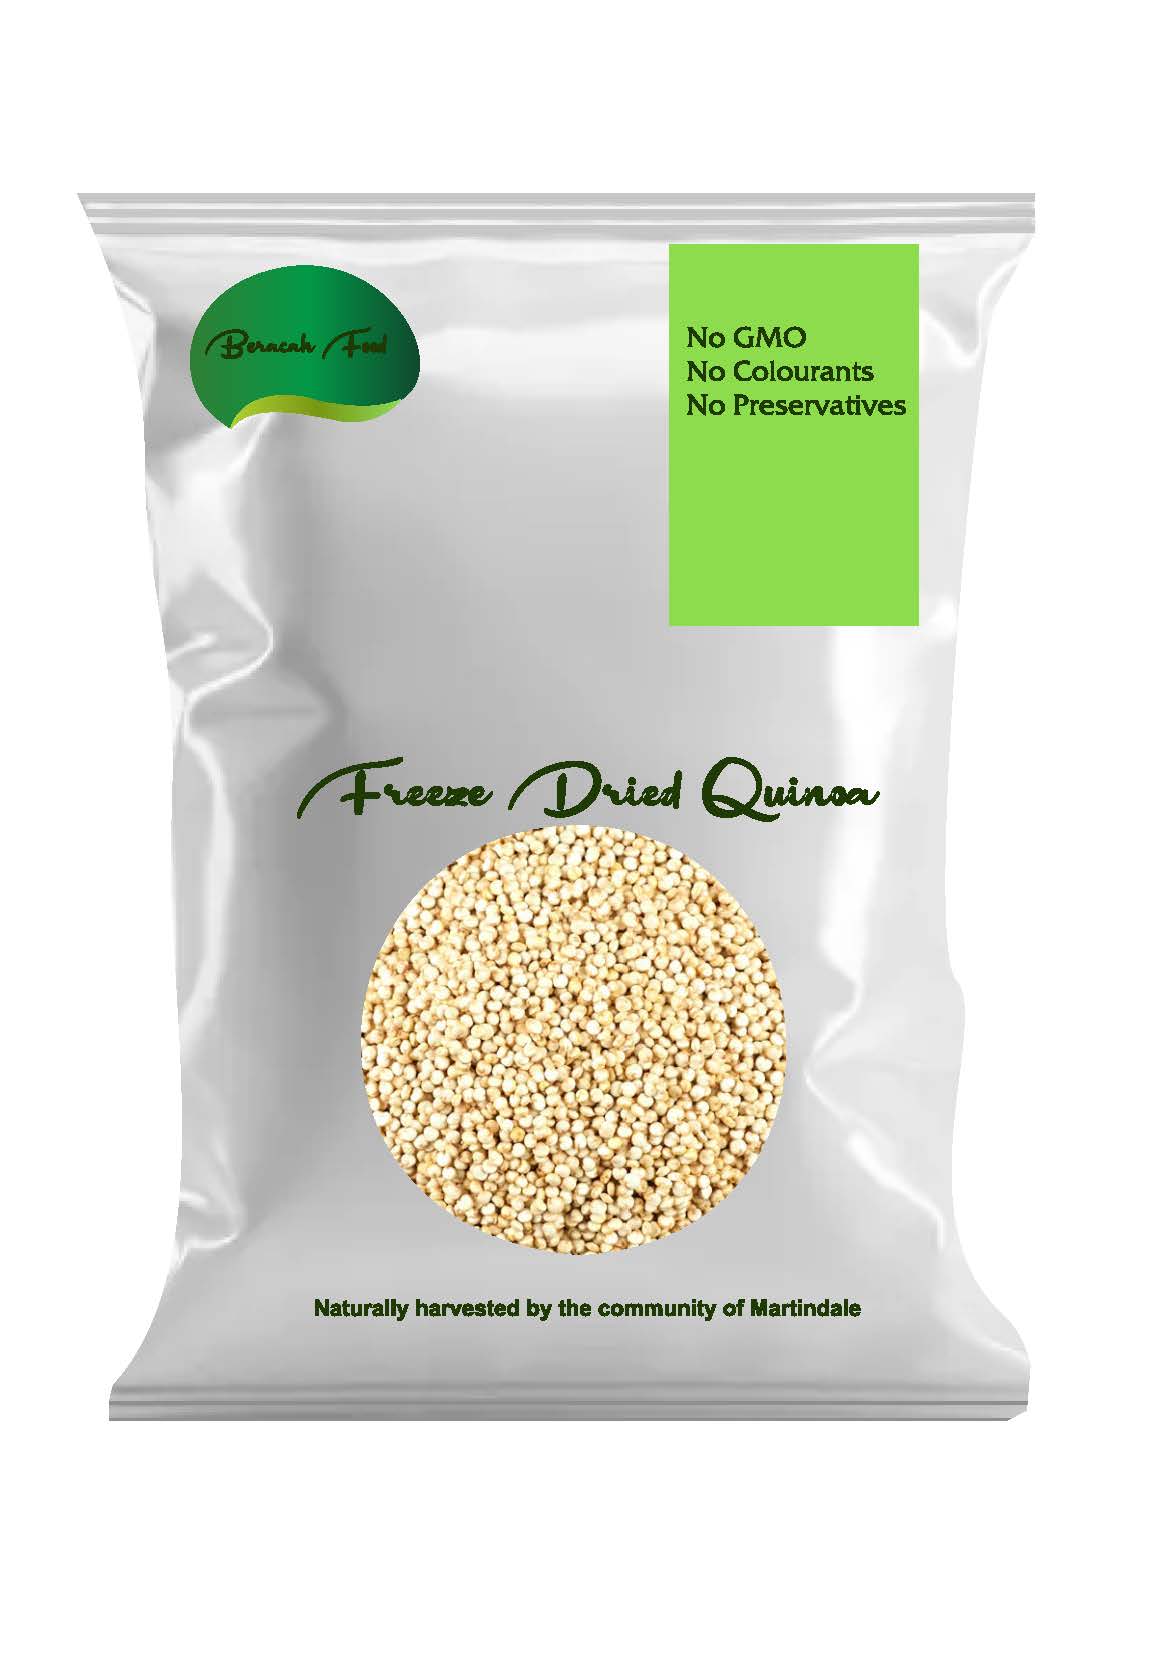 Beracah Food
No GMO
No Colourants
No Preservatives
Freeze Dried Quinoa
Naturally harvested by the community of Martindale